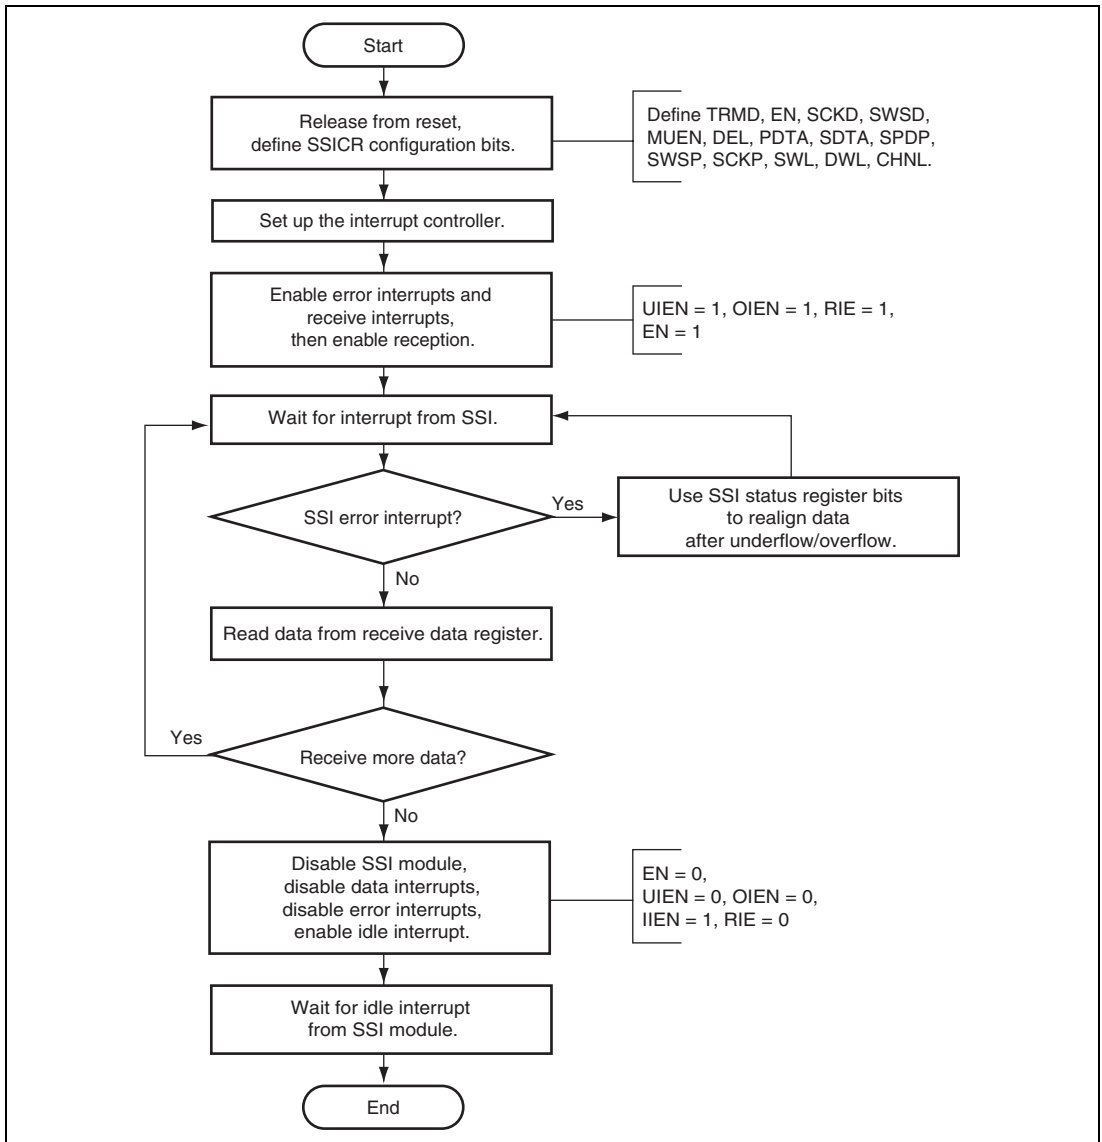 Start
Release from reset,
define SSICR configuration bits.
Define TRMD, EN, SCKD, SWSD,
MUEN, DEL, PDTA, SDTA, SPDP,
SWSP, SCKP, SWL, DWL, CHNL.
Set up the interrupt controller.
Enable error interrupts and
receive interrupts,
then enable reception.
UIEN = 1, OIEN = 1, RIE = 1,
EN = 1
Wait for interrupt from SSI.
SSI error interrupt?
Yes
Use SSI status register bits
to realign data
after underflow/overflow.
No
Read data from receive data register.
Yes
Receive more data?
No
Disable SSI module,
disable data interrupts,
disable error interrupts,
enable idle interrupt.
EN = 0,
UIEN = 0, OIEN = 0,
IIEN = 1, RIE = 0
Wait for idle interrupt
from SSI module.
End